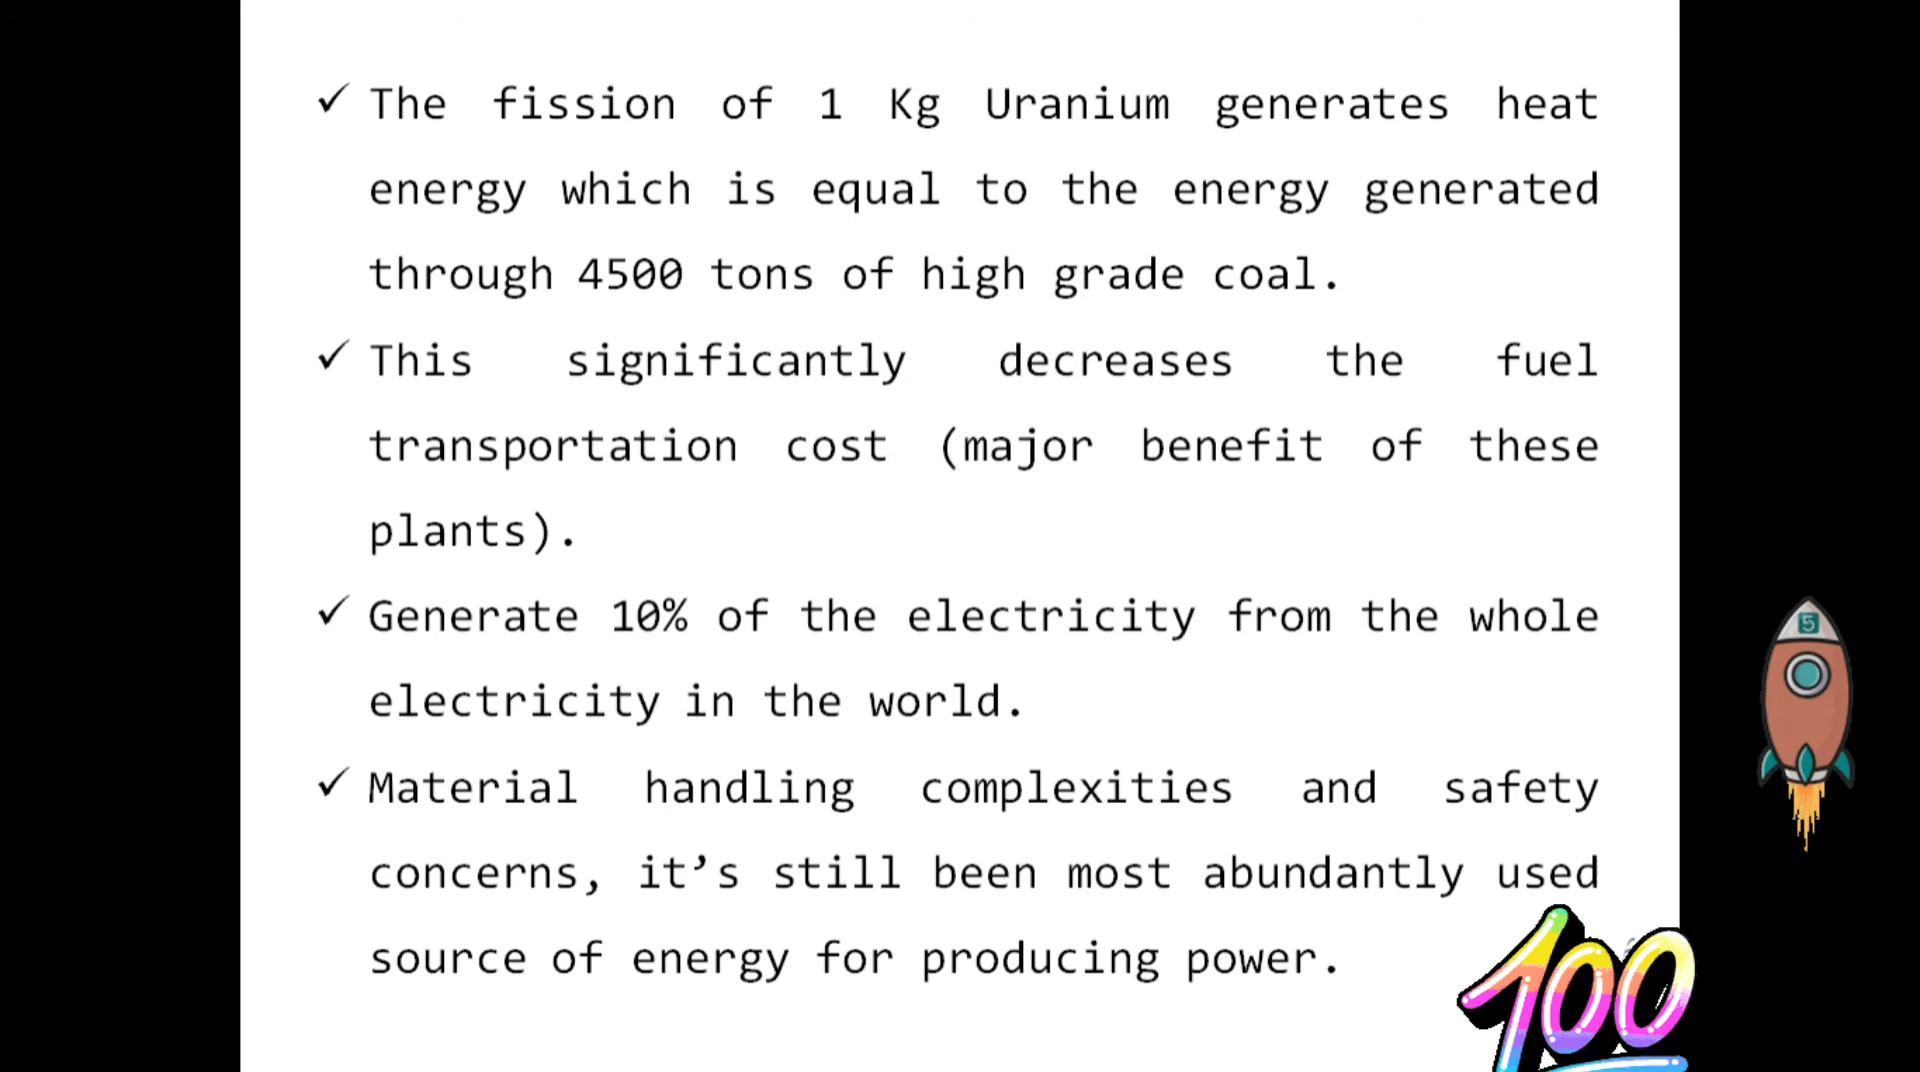 ✓ The fission of 1 Kg Uranium generates heat
energy which is equal to the energy generated
through 4500 tons of high grade coal.
✓ This significantly decreases the fuel
transportation cost (major benefit of these
plants).
✓ Generate 10% of the electricity from the whole
electricity in the world.
✓ Material handling complexities and safety
concerns, it’s still been most abundantly used
source of energy for producing power.
5
100